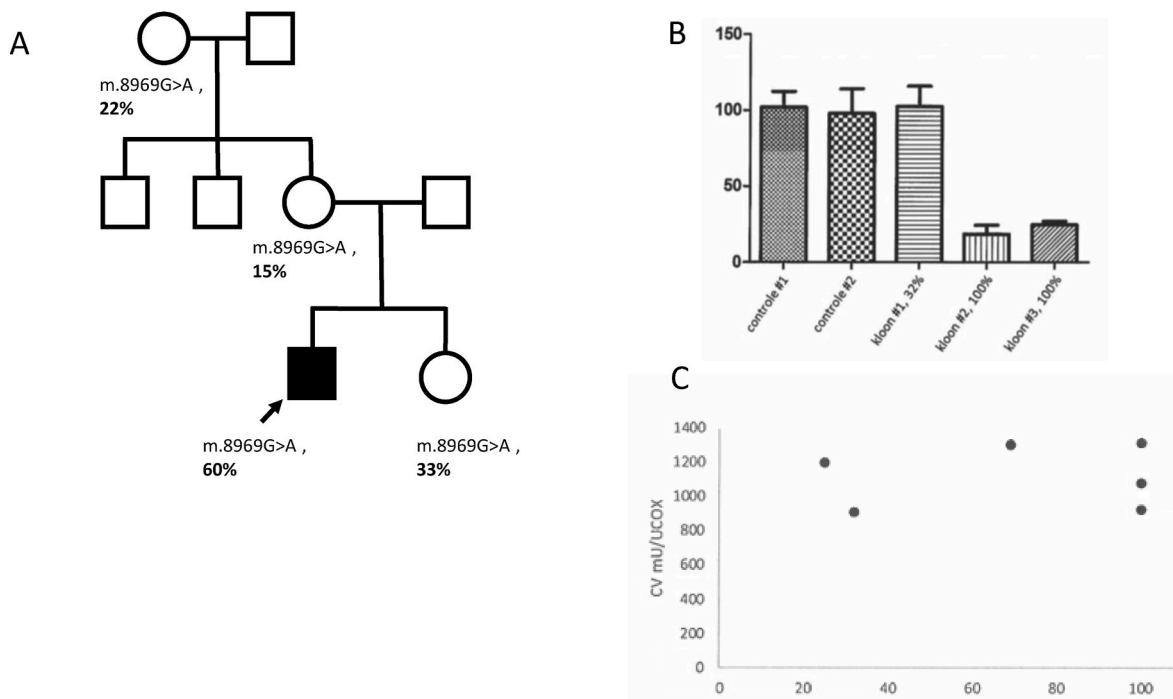 A
m.8969G>A ,
22%
m.8969G>A ,
15%
m.8969G>A ,
60%
m.8969G>A ,
33%
B
150
100
50
0
controle #1
controle #2
kloon #1, 32%
kloon #2, 100%
kloon #3, 100%
C
CV mU/UCOX
1400
1200
1000
800
600
400
200
0
0 20 40 60 80 100